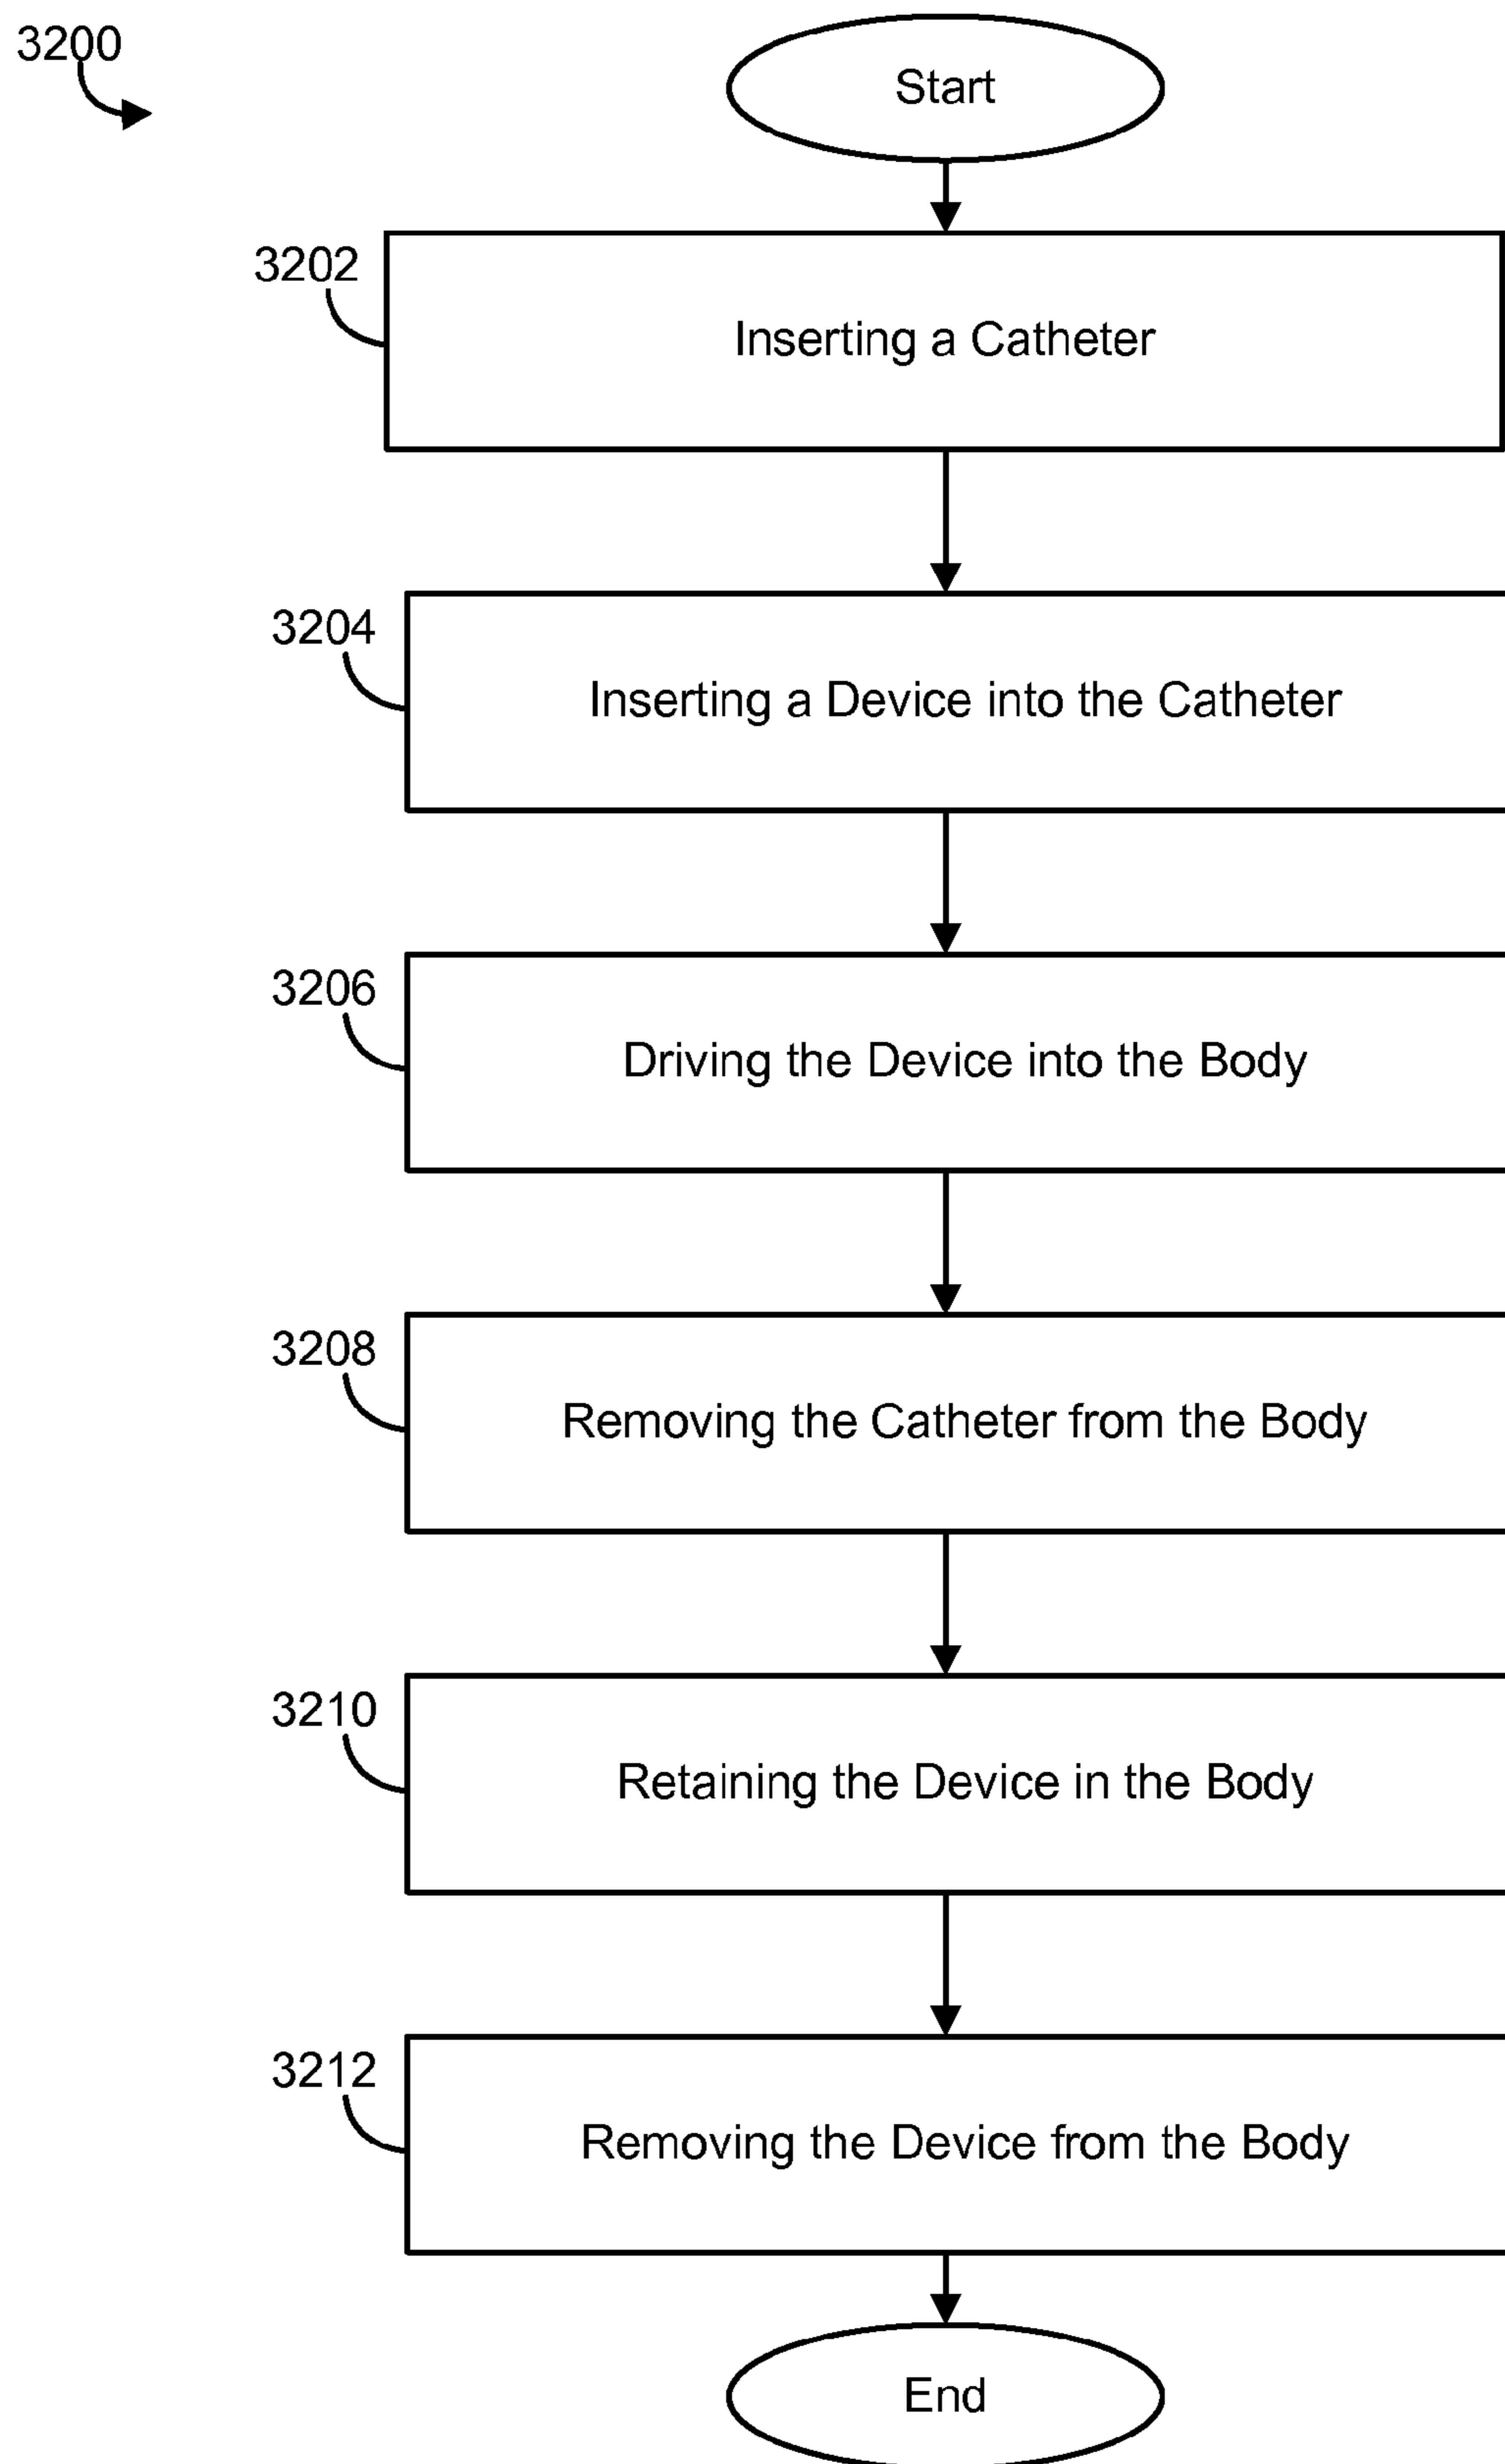 3200
Start
3202
Inserting a Catheter
3204
Inserting a Device into the Catheter
3206
Driving the Device into the Body
3208
Removing the Catheter from the Body
3210
Retaining the Device in the Body
3212
Removing the Device from the Body
End